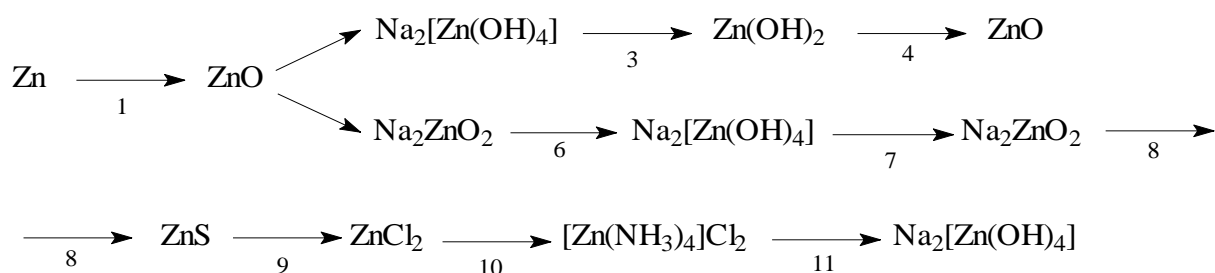 Na₂[Zn(OH)₄] 3 Zn(OH)₂ 4 ZnO
Zn 1 ZnO
Na₂ZnO₂ 6 Na₂[Zn(OH)₄] 7 Na₂ZnO₂ 8
8 ZnS 9 ZnCl₂ 10 [Zn(NH₃)₄]Cl₂ 11 Na₂[Zn(OH)₄]